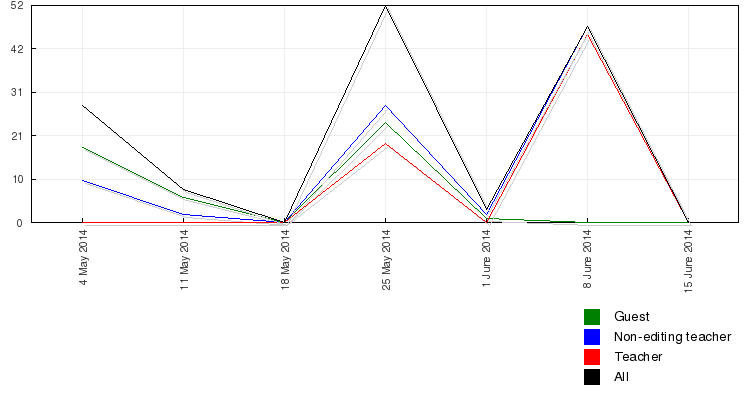 52
42
31
21
10
0
4 May 2014
11 May 2014
18 May 2014
25 May 2014
1 June 2014
8 June 2014
15 June 2014
Guest
Non-editing teacher
Teacher
All